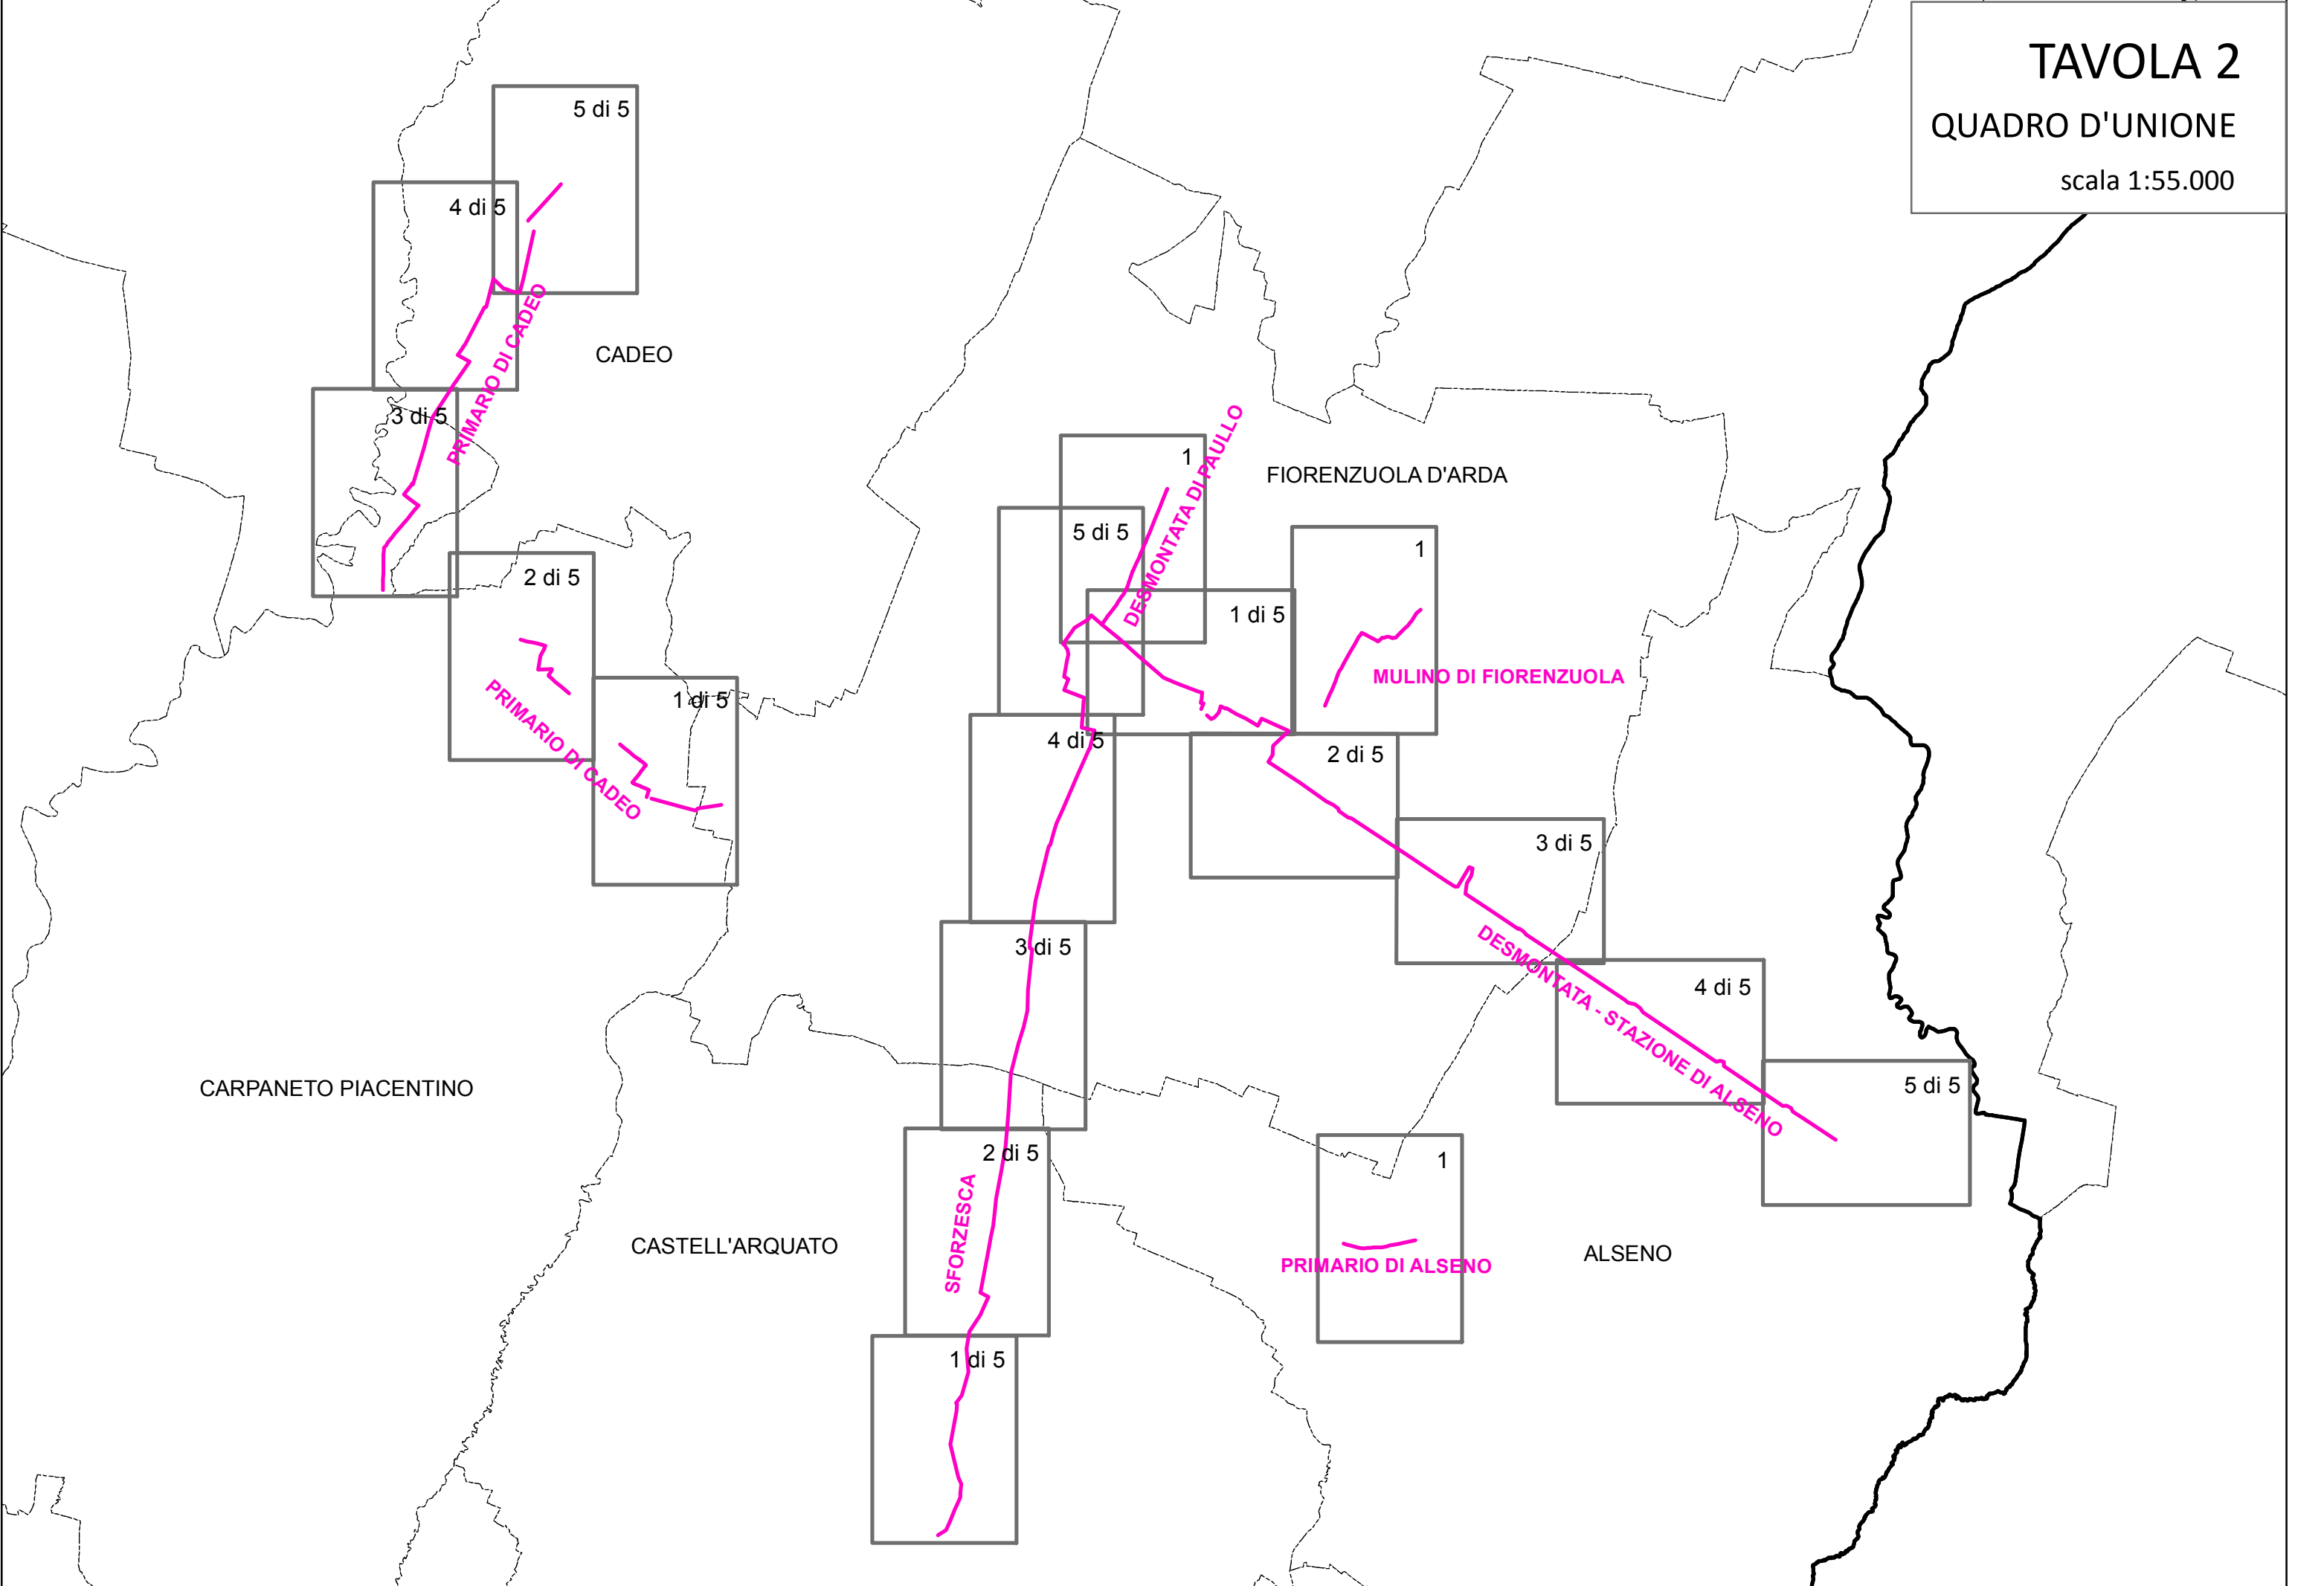 TAVOLA 2
QUADRO D'UNIONE
scala 1:55.000
5 di 5
4 di 5
PRIMARIO DI CADEO
CADEO
3 di 5
2 di 5
PRIMARIO DI CADEO
1 di 5
1
DESMONTATA DI PAULLO
FIORENZUOLA D'ARDA
5 di 5
1
1 di 5
MULINO DI FIORENZUOLA
4 di 5
2 di 5
3 di 5
3 di 5
DESMONTATA - STAZIONE DI ALSENO
4 di 5
5 di 5
CARPANETO PIACENTINO
2 di 5
1
SFORZESCA
CASTELL'ARQUATO
PRIMARIO DI ALSENO
ALSENO
1 di 5